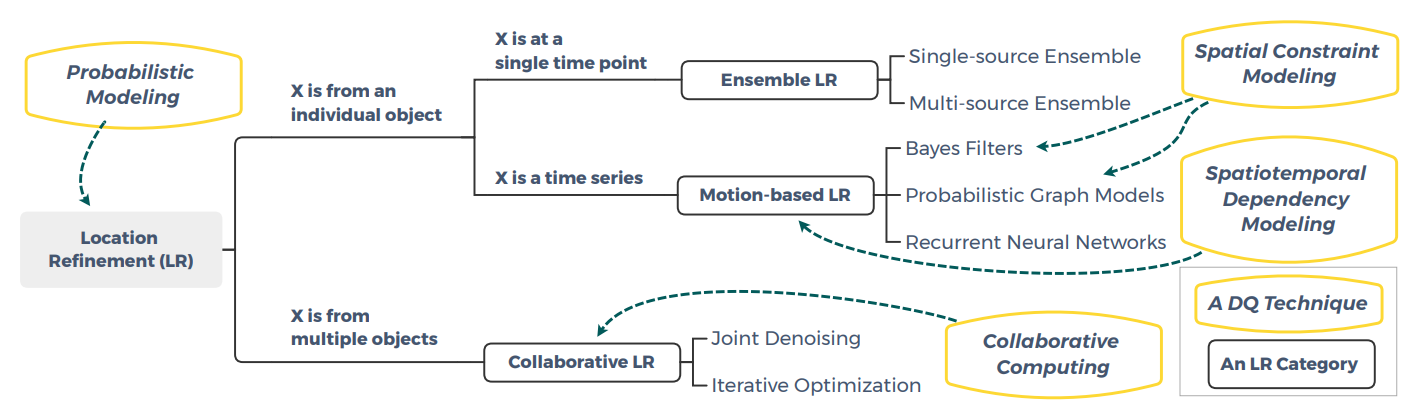 Probabilistic
Modeling
Location
Refinement (LR)
X is from an
individual object
X is at a
single time point
Ensemble LR
Single-source Ensemble
Multi-source Ensemble
X is a time series
Motion-based LR
Bayes Filters
Probabilistic Graph Models
Recurrent Neural Networks
X is from
multiple objects
Collaborative LR
Joint Denoising
Iterative Optimization
Spatial Constraint
Modeling
Spatiotemporal
Dependency
Modeling
Collaborative
Computing
A DQ Technique
An LR Category